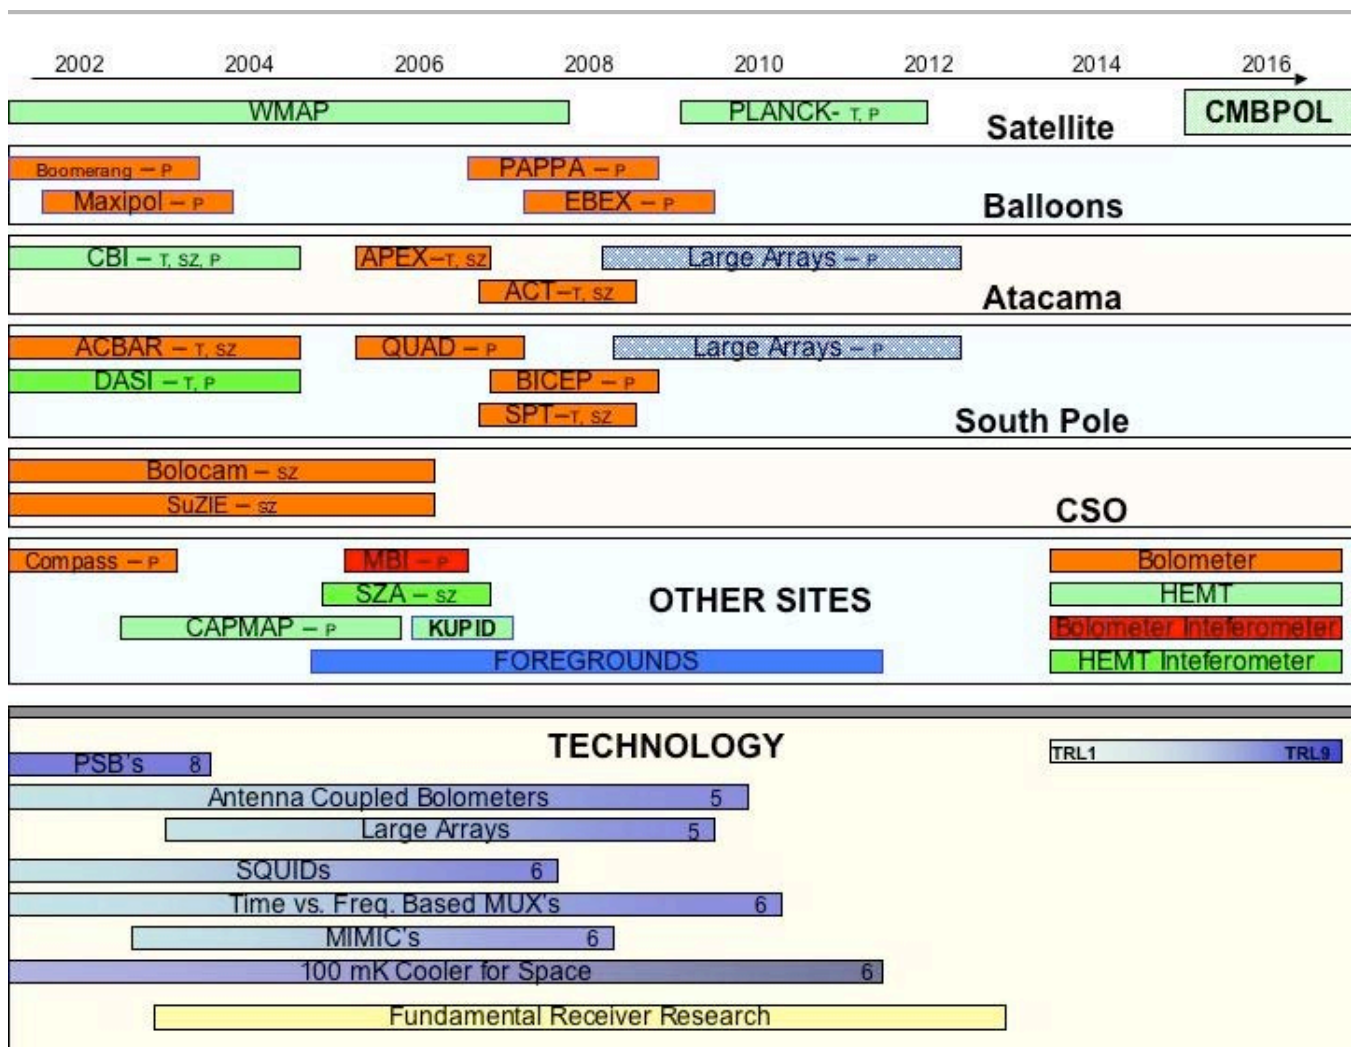 2002 2004 2006 2008 2010 2012 2014 2016
WMAP PLANCK- T, P CMBPOL
Satellite
Boomerang – P PAPPA – P
Maxipol – P EBEX – P
Balloons
CBI – T, SZ, P APEX–T, SZ Large Arrays – P
ACT–T, SZ
Atacama
ACBAR – T, SZ QUAD – P Large Arrays – P
DASI – T, P BICEP – P
SPT–T, SZ
South Pole
Bolocam – SZ
SuZIE – SZ
CSO
Compass – P MBI – P Bolometer
SZA – SZ HEMT
OTHER SITES
CAPMAP – P KUPID Bolometer Inteferometer
FOREGROUNDS HEMT Inteferometer
TECHNOLOGY
PSB's 8 TRL1 TRL9
Antenna Coupled Bolometers 5
Large Arrays 5
SQUIDs 6
Time vs. Freq. Based MUX's 6
MIMIC's 6
100 mK Cooler for Space 6
Fundamental Receiver Research